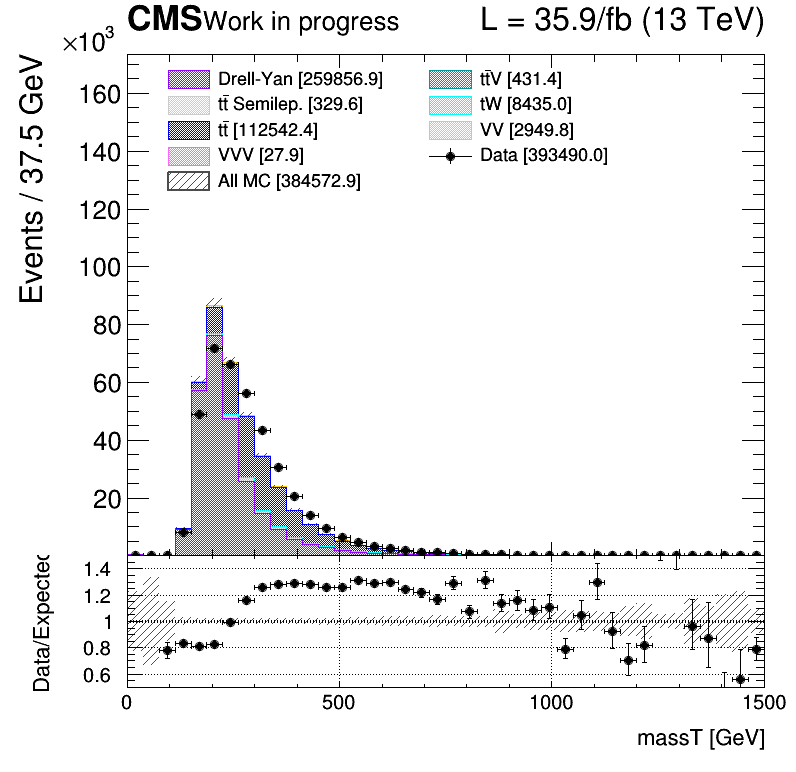 CMS Work in progress L = 35.9/fb (13 TeV)
×10³
Events / 37.5 GeV
160
140
120
100
80
60
40
20
Drell-Yan [259856.9]
tt̄ Semilep. [329.6]
tt̄ [112542.4]
VVV [27.9]
All MC [384572.9]
tt̄V [431.4]
tW [8435.0]
VV [2949.8]
Data [393490.0]
Data/Expected
1.4
1.2
1
0.8
0.6
0 500 1000 1500
massT [GeV]